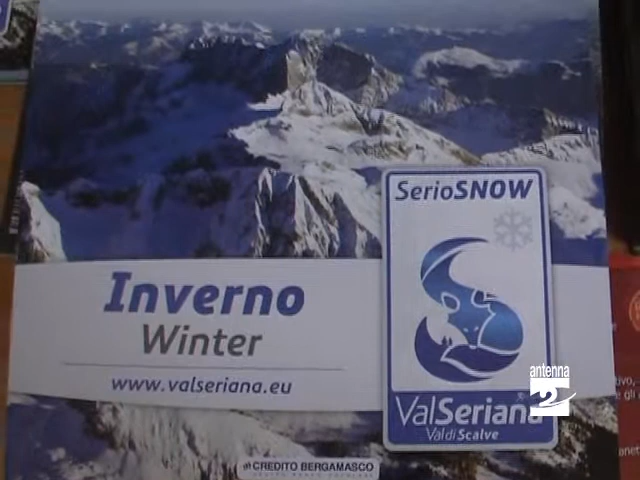 SerioSNOW
Inverno
Winter
www.valseriana.eu
ValSeriana
Val di Scalve
antenna
2
CREDITO BERGAMASCO